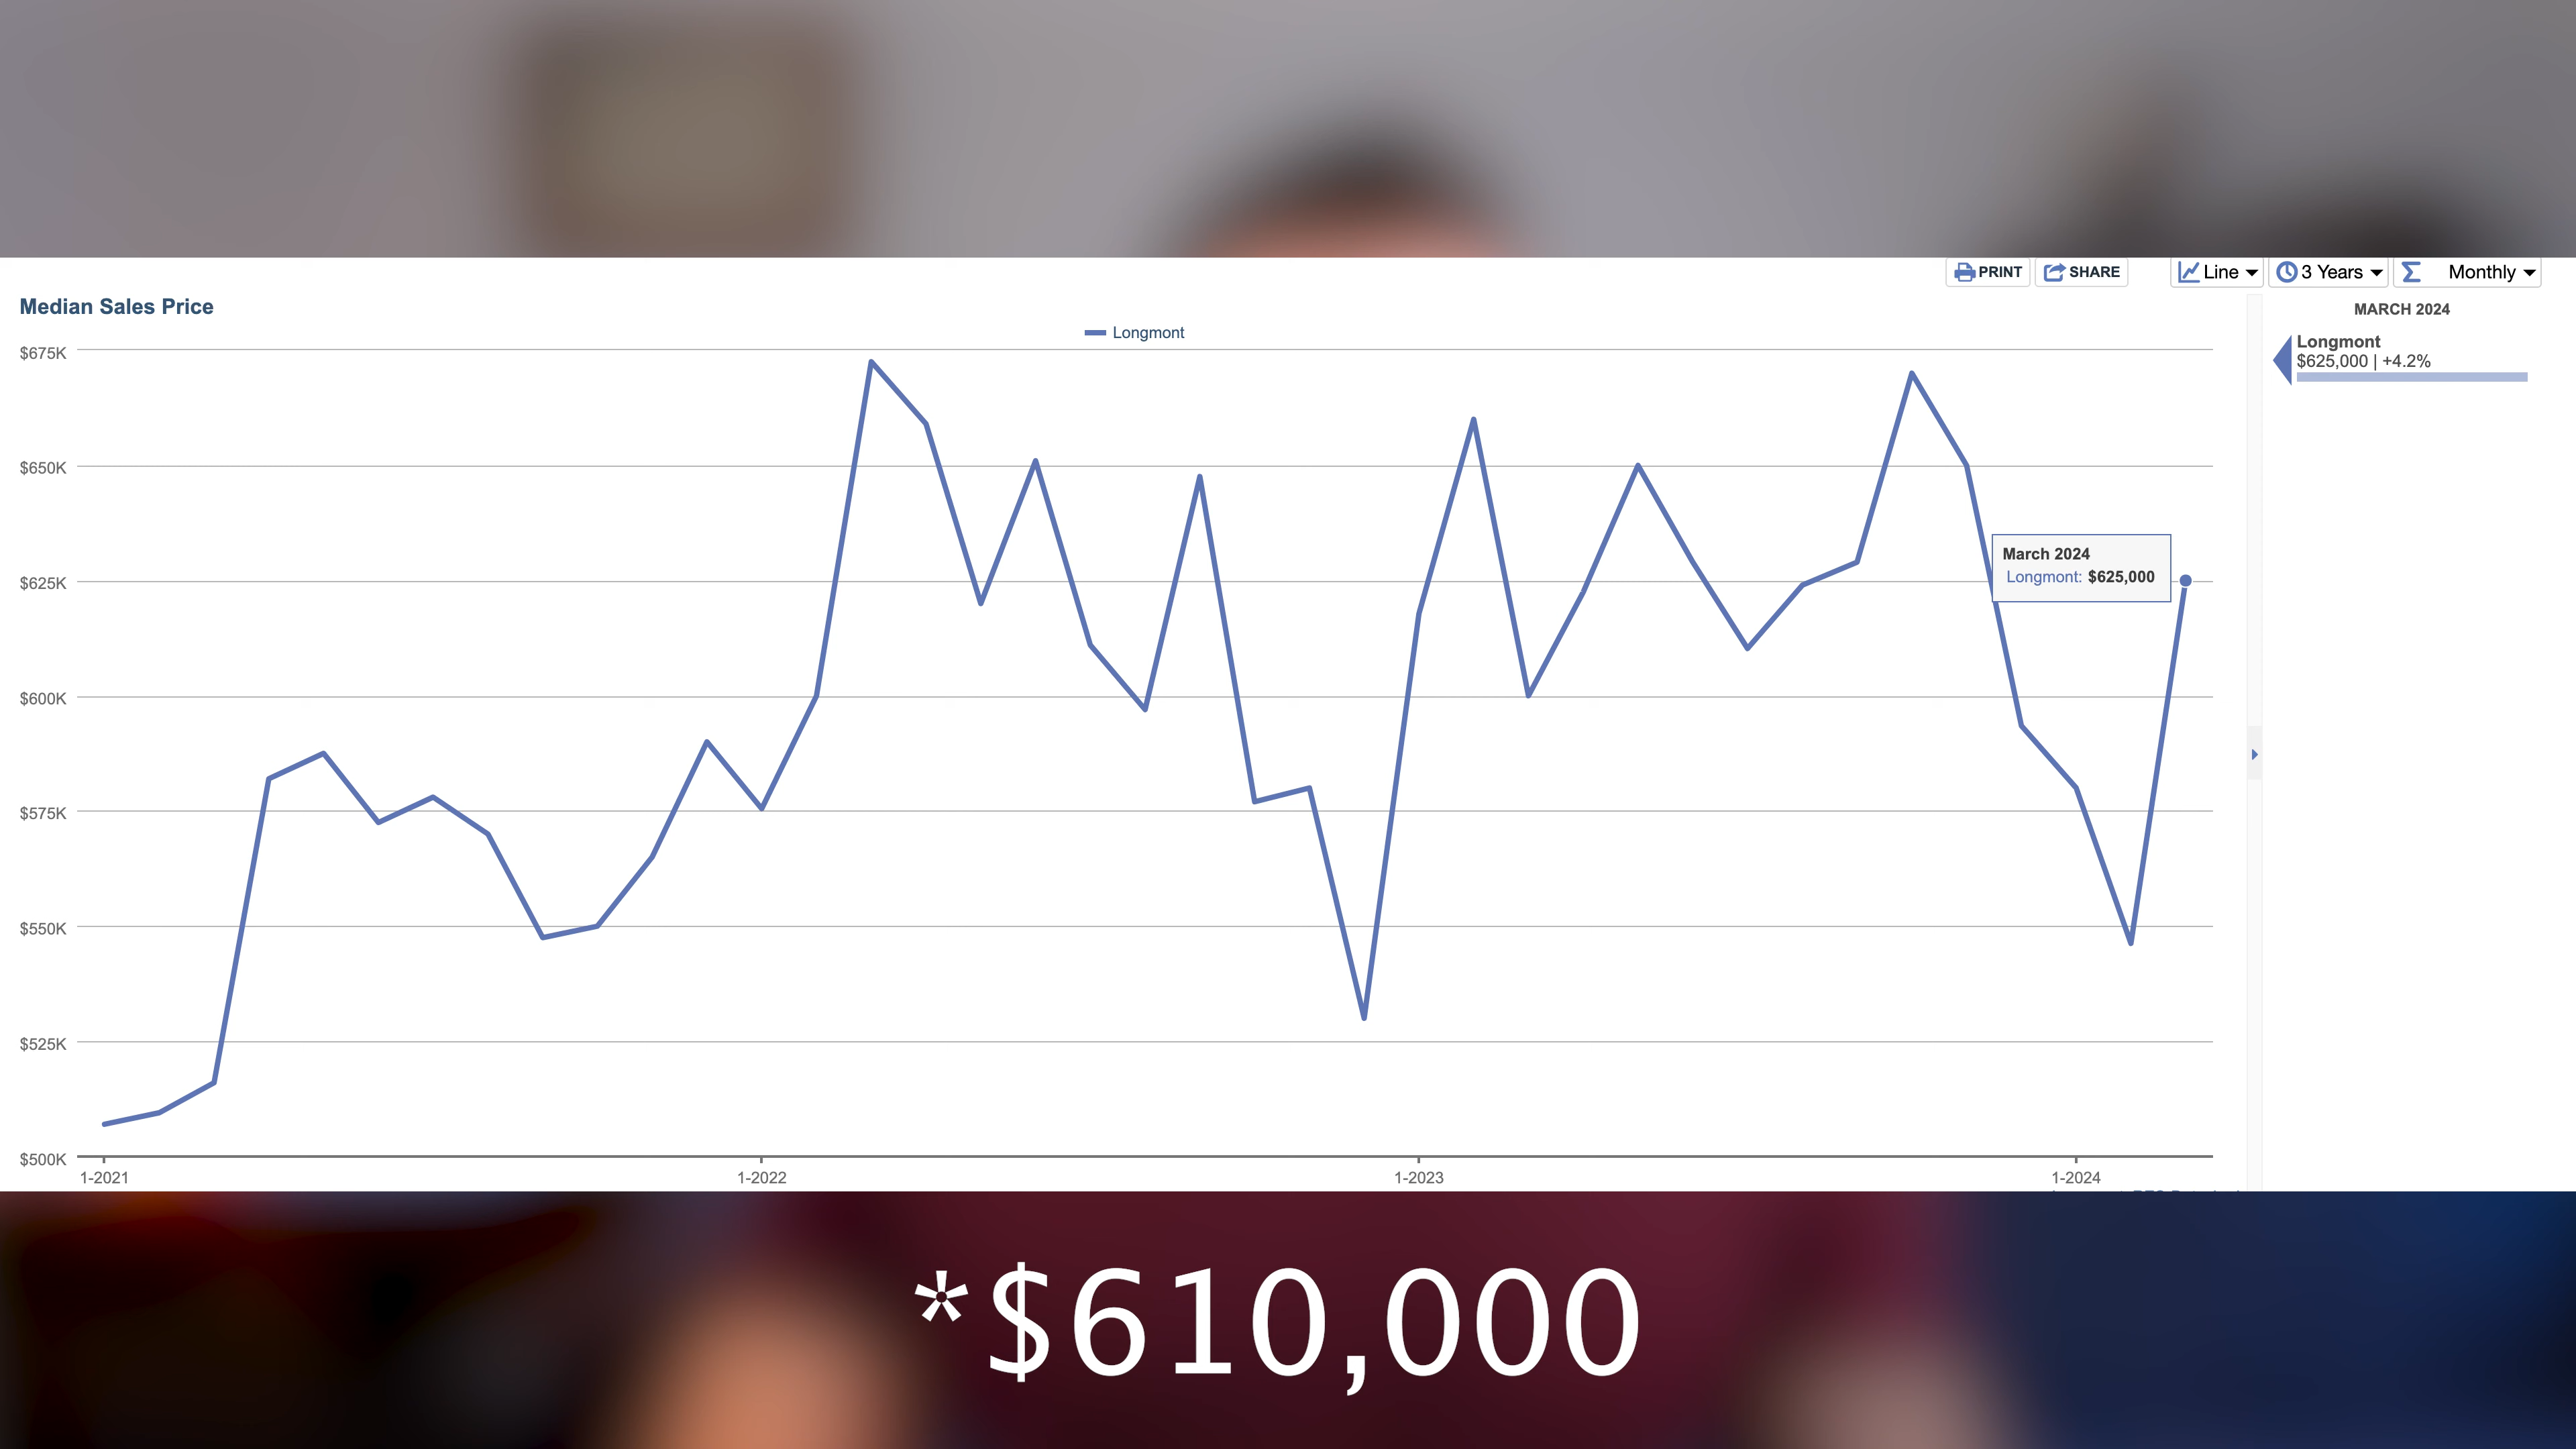 PRINT SHARE Line 3 Years Monthly
Median Sales Price
MARCH 2024
Longmont
Longmont
$625,000 | +4.2%
$675K
$650K
$625K
$600K
$575K
$550K
$525K
$500K
March 2024
Longmont: $625,000
1-2021 1-2022 1-2023 1-2024
*$610,000